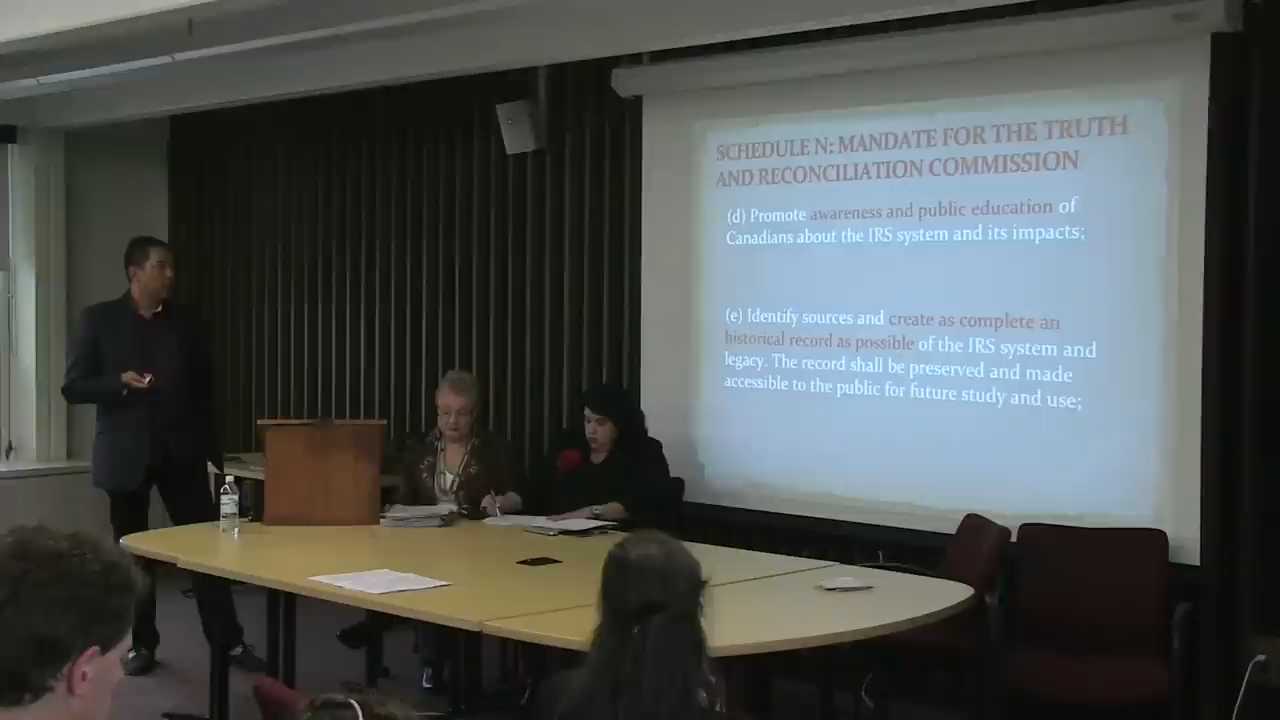 SCHEDULE N: MANDATE FOR THE TRUTH
AND RECONCILIATION COMMISSION
(d) Promote awareness and public education of
Canadians about the IRS system and its impacts;
(e) Identify sources and create as complete an
historical record as possible of the IRS system and
legacy. The record shall be preserved and made
accessible to the public for future study and use;